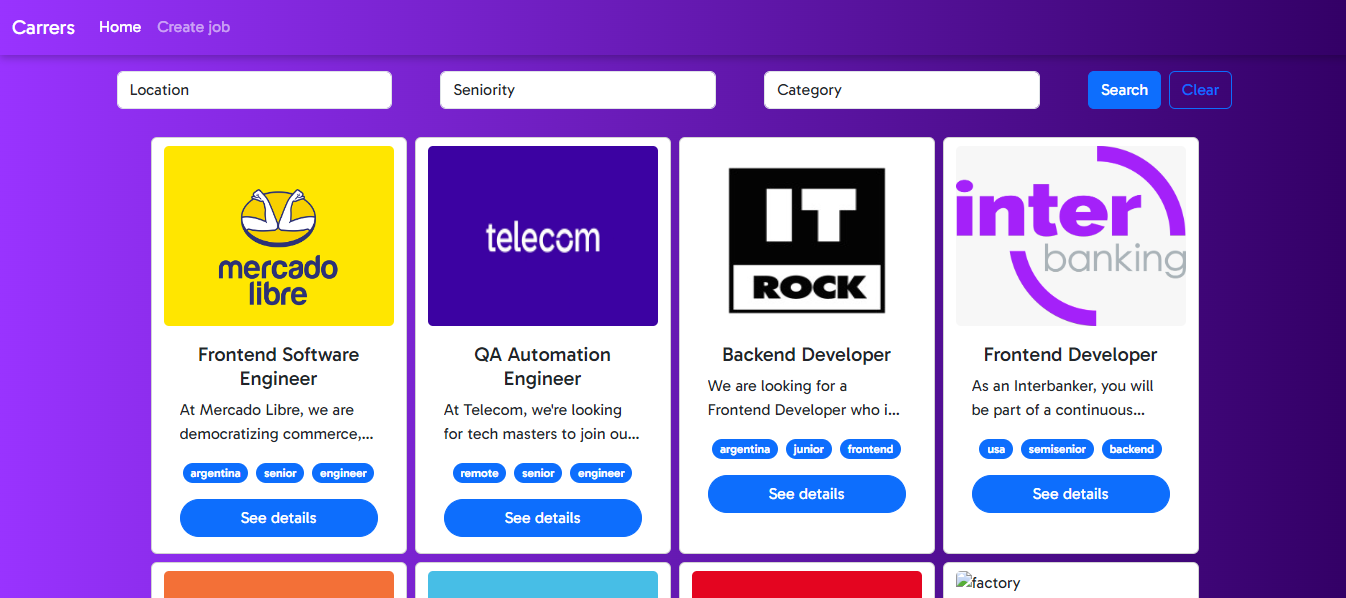 Carrers Home Create job
Location Seniority Category Search Clear
mercado
libre
telecom
IT
ROCK
inter
banking
Frontend Software
Engineer
At Mercado Libre, we are
democratizing commerce,...
argentina senior engineer
See details
QA Automation
Engineer
At Telecom, we're looking
for tech masters to join ou...
remote senior engineer
See details
Backend Developer
We are looking for a
Frontend Developer who i...
argentina junior frontend
See details
Frontend Developer
As an Interbanker, you will
be part of a continuous...
usa semisenior backend
See details
factory